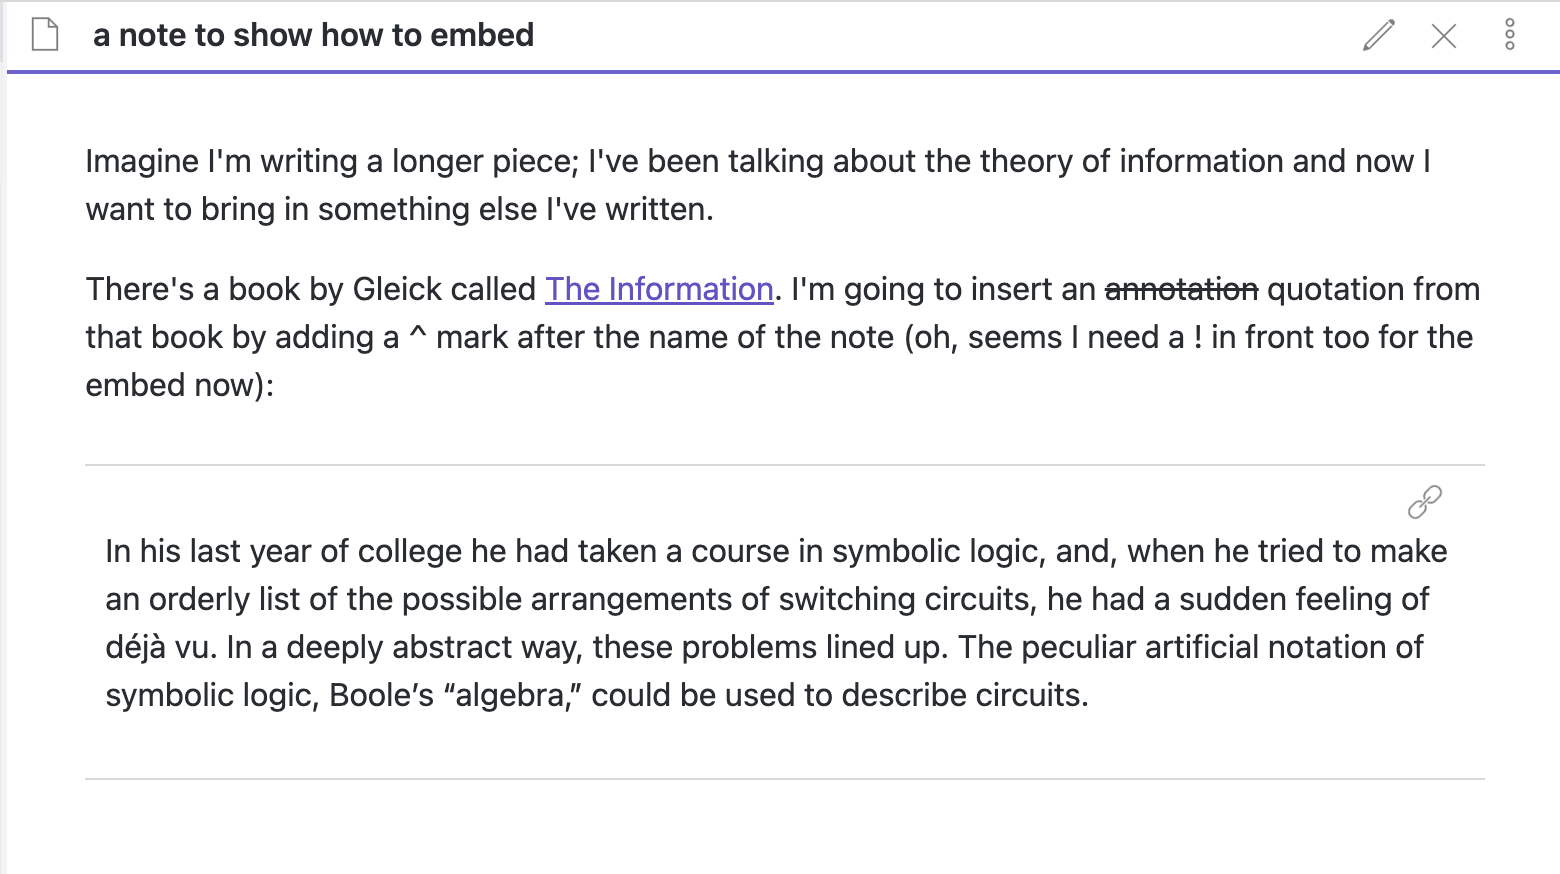 a note to show how to embed
Imagine I'm writing a longer piece; I've been talking about the theory of information and now I
want to bring in something else I've written.
There's a book by Gleick called The Information. I'm going to insert an annotation quotation from
that book by adding a ^ mark after the name of the note (oh, seems I need a ! in front too for the
embed now):
In his last year of college he had taken a course in symbolic logic, and, when he tried to make
an orderly list of the possible arrangements of switching circuits, he had a sudden feeling of
déjà vu. In a deeply abstract way, these problems lined up. The peculiar artificial notation of
symbolic logic, Boole’s “algebra,” could be used to describe circuits.